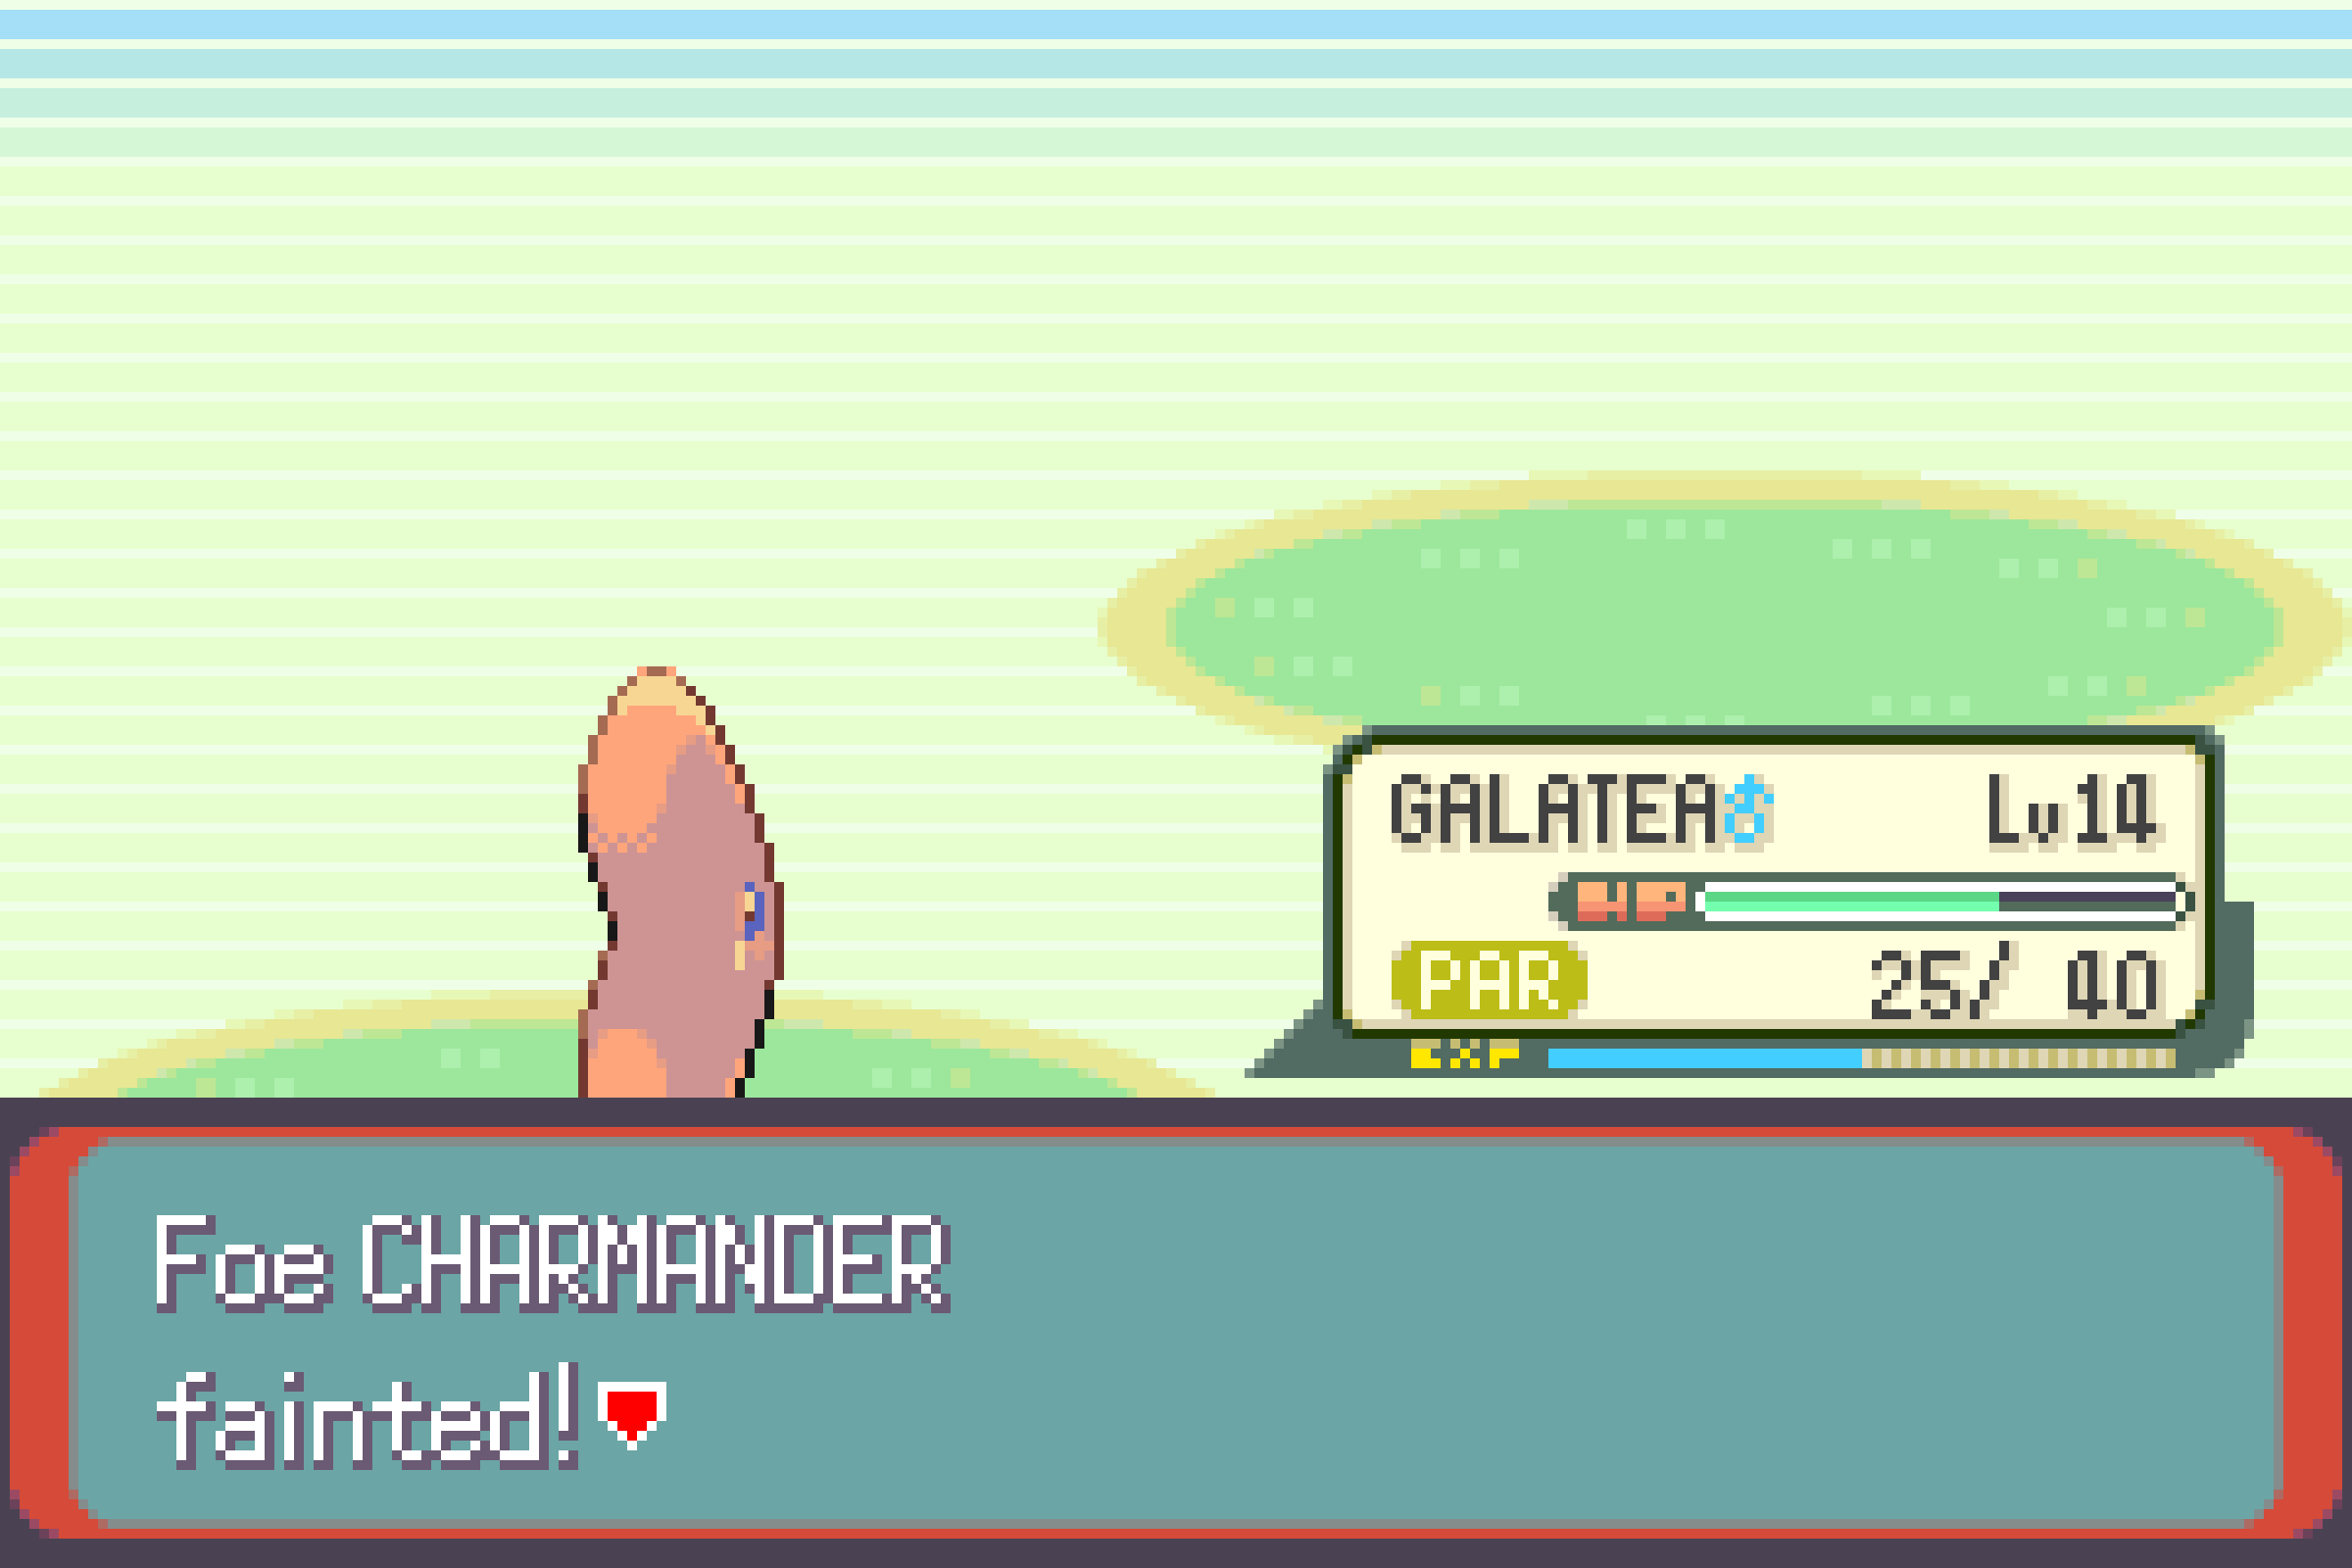 GALATEA♂ Lv14
HP
PAR 25/ 40
EXP
Foe CHARMANDER
fainted!